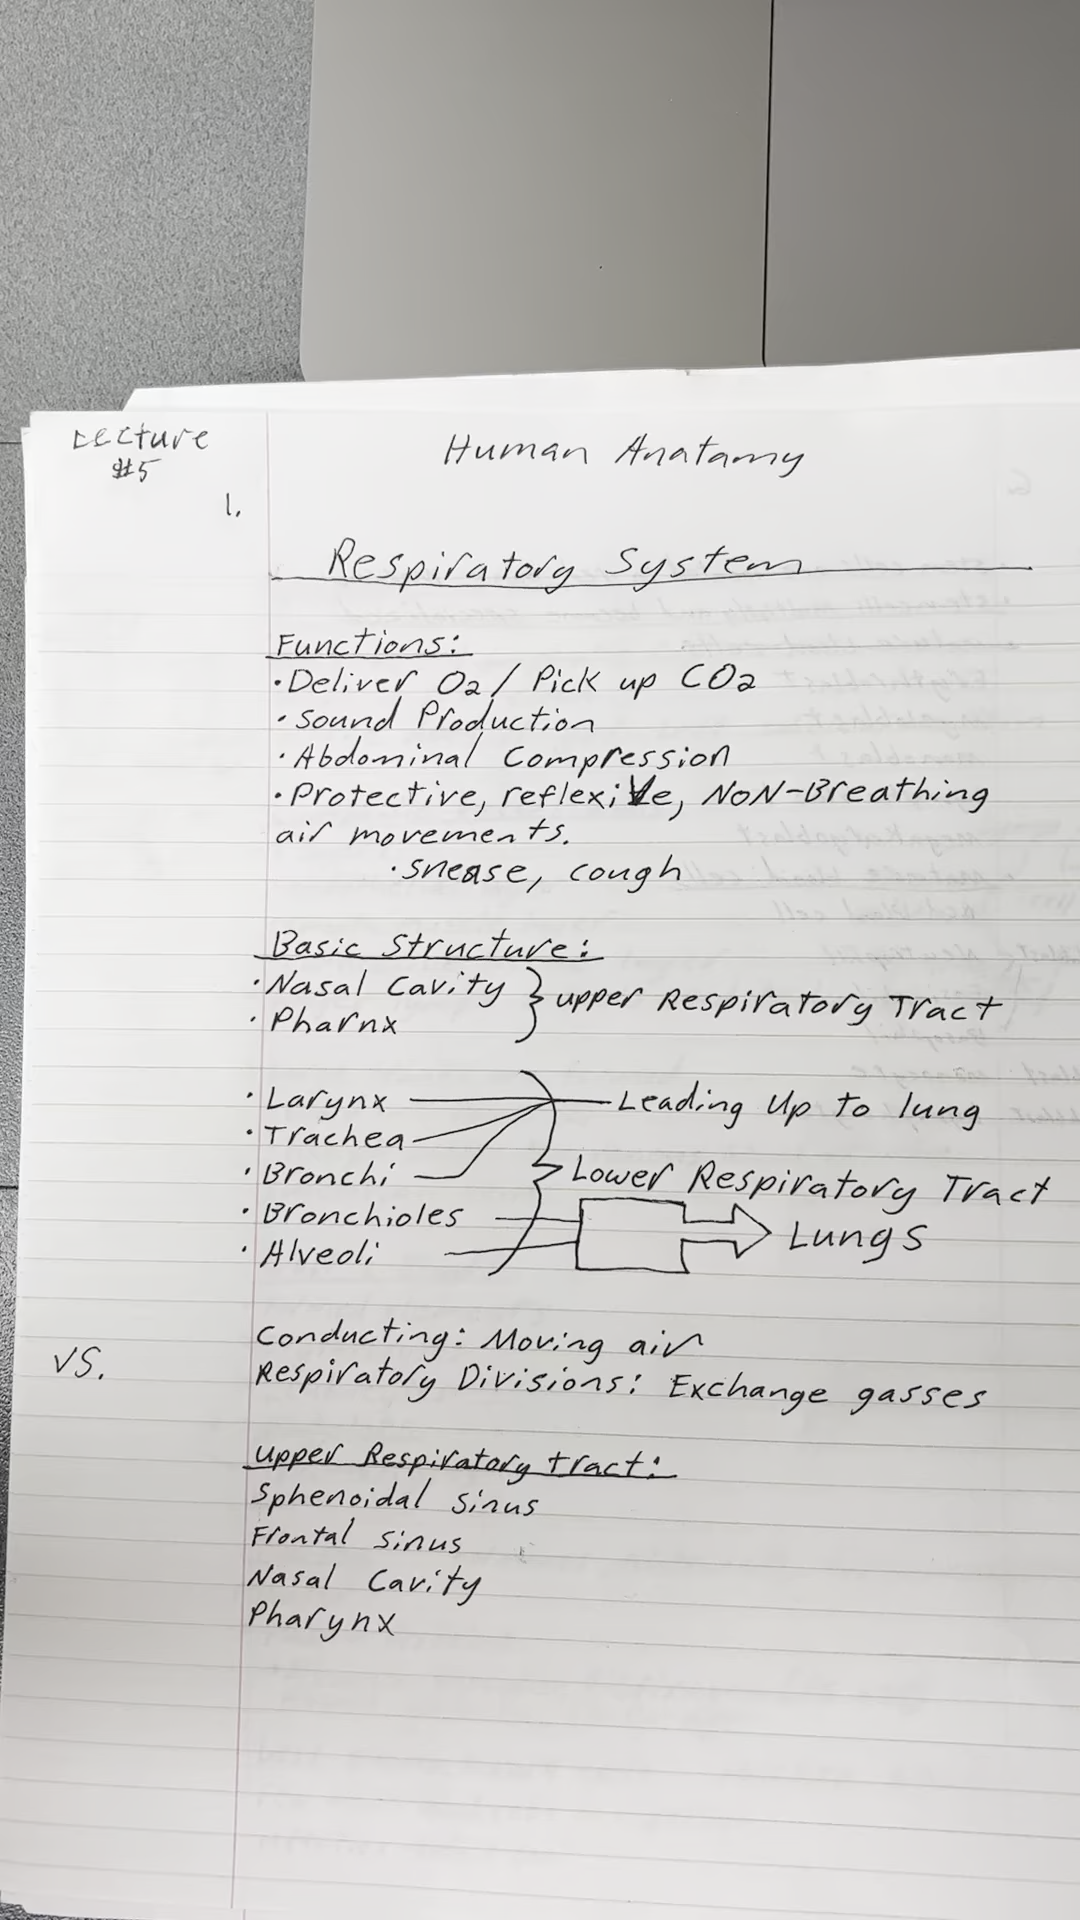 Lecture
#5
Human Anatamy
1.
Respiratory System
Functions:
• Deliver O2 / Pick up CO2
• Sound Production
• Abdominal Compression
• Protective, reflexive, NON-Breathing
air movements.
• snease, cough
Basic Structure:
• Nasal Cavity } upper Respiratory Tract
• Pharnx
• Larynx — Leading Up to lung
• Trachea
• Bronchi } Lower Respiratory Tract
• Bronchioles
• Alveoli Lungs
Conducting: Moving air
vs.
Respiratory Divisions: Exchange gasses
upper Respiratory tract:
Sphenoidal sinus
Frontal sinus
Nasal Cavity
Pharynx